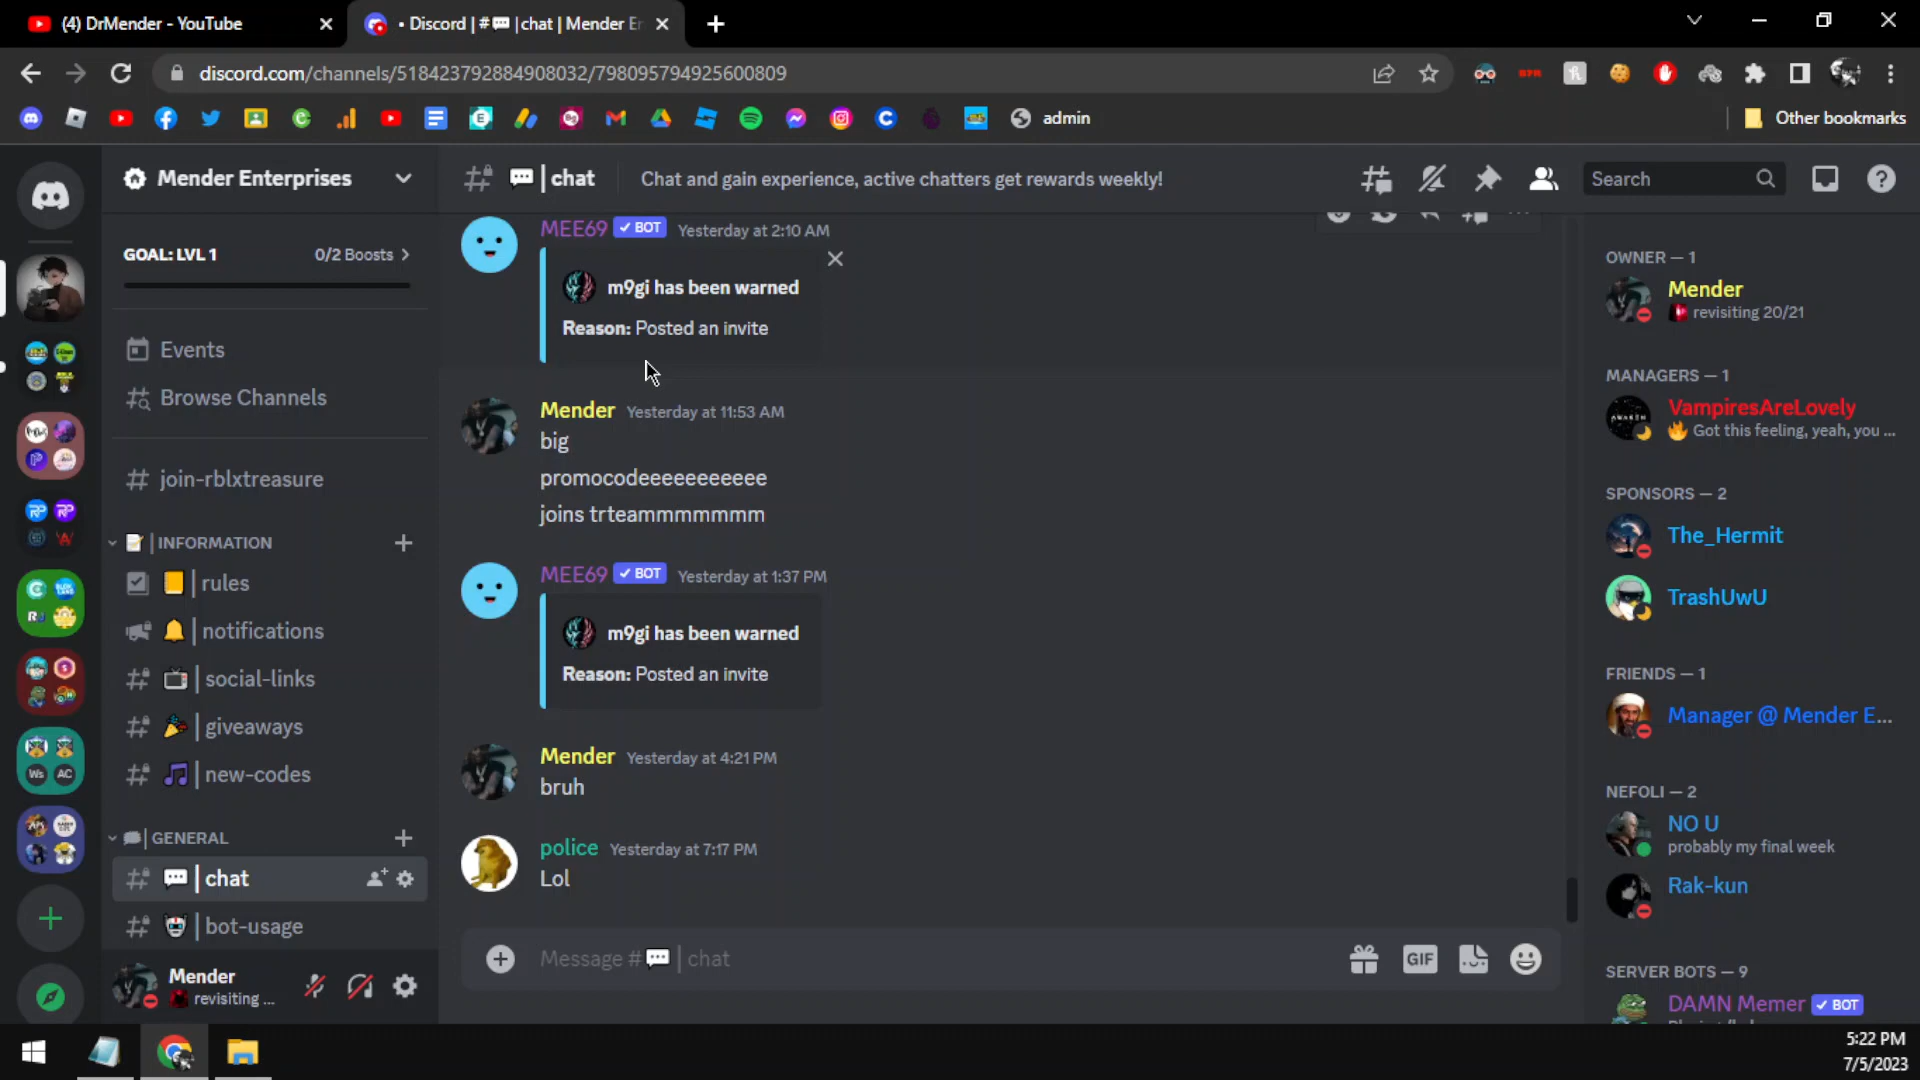 (4) DrMender - YouTube
• Discord | #💬 | chat | Mender En
discord.com/channels/518423792884908032/798095794925600809
admin
Other bookmarks
Mender Enterprises
💬 | chat
Chat and gain experience, active chatters get rewards weekly!
Search
GOAL: LVL 1
0/2 Boosts
Events
Browse Channels
join-rblxtreasure
| INFORMATION
| rules
| notifications
| social-links
| giveaways
| new-codes
| GENERAL
| chat
| bot-usage
Mender
revisiting ...
MEE69 ✓ BOT Yesterday at 2:10 AM
m9gi has been warned
Reason: Posted an invite
Mender Yesterday at 11:53 AM
big
promocodeeeeeeeeeee
joins trteammmmmmm
MEE69 ✓ BOT Yesterday at 1:37 PM
m9gi has been warned
Reason: Posted an invite
Mender Yesterday at 4:21 PM
bruh
police Yesterday at 7:17 PM
Lol
Message #💬 | chat
GIF
OWNER — 1
Mender
revisiting 20/21
MANAGERS — 1
VampiresAreLovely
🔥 Got this feeling, yeah, you ...
SPONSORS — 2
The_Hermit
TrashUwU
FRIENDS — 1
Manager @ Mender E...
NEFOLI — 2
NO U
probably my final week
Rak-kun
SERVER BOTS — 9
DAMN Memer ✓ BOT
Ws AC
5:22 PM
7/5/2023